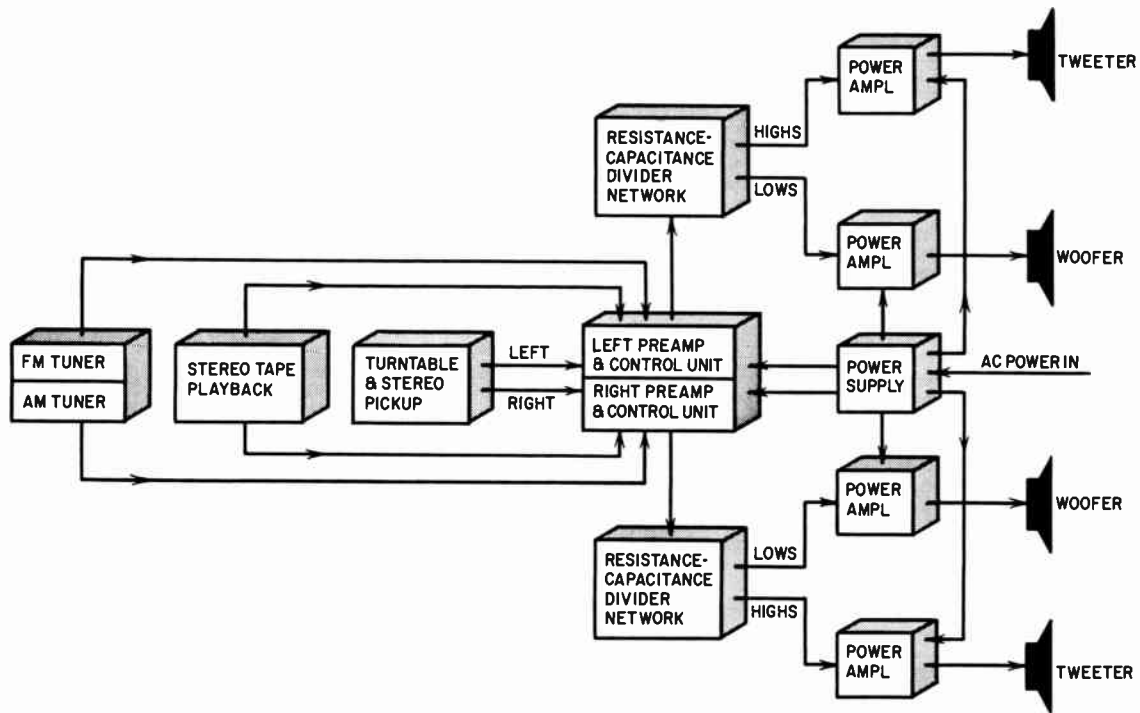 POWER
AMPL
TWEETER
RESISTANCE-
CAPACITANCE
DIVIDER
NETWORK
HIGHS
LOWS
POWER
AMPL
WOOFER
FM TUNER
AM TUNER
STEREO TAPE
PLAYBACK
TURNTABLE
& STEREO
PICKUP
LEFT
RIGHT
LEFT PREAMP
& CONTROL UNIT
RIGHT PREAMP
& CONTROL UNIT
POWER
SUPPLY
AC POWER IN
POWER
AMPL
WOOFER
RESISTANCE-
CAPACITANCE
DIVIDER
NETWORK
LOWS
HIGHS
POWER
AMPL
TWEETER